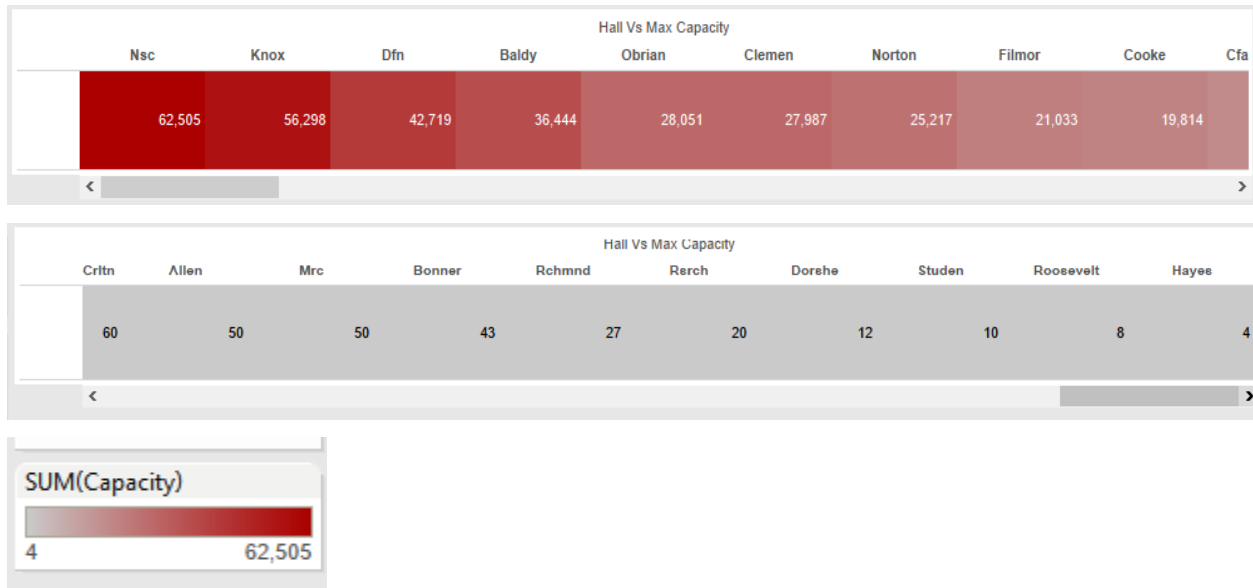 Hall Vs Max Capacity
Nsc Knox Dfn Baldy Obrian Clemen Norton Filmor Cooke Cfa
62,505 56,298 42,719 36,444 28,051 27,987 25,217 21,033 19,814
Hall Vs Max Capacity
Crltn Allen Mrc Bonner Rchmnd Rsrch Dorshe Studen Roosevelt Hayes
60 50 50 43 27 20 12 10 8 4
SUM(Capacity)
4 62,505